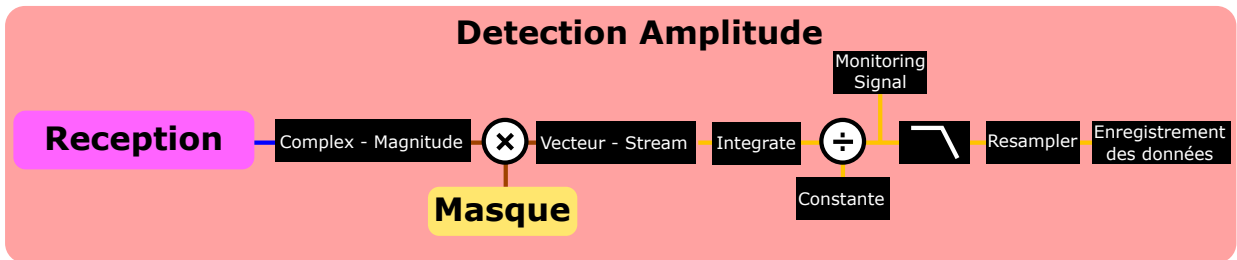 Detection Amplitude
Monitoring
Signal
Reception
Complex - Magnitude
×
Vecteur - Stream
Integrate
÷
Resampler
Enregistrement
des données
Constante
Masque